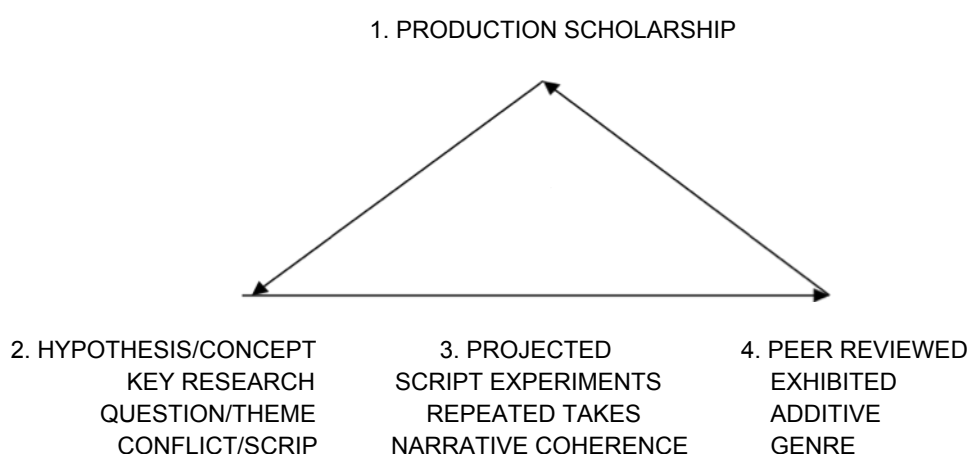 1. PRODUCTION SCHOLARSHIP
2. HYPOTHESIS/CONCEPT
KEY RESEARCH
QUESTION/THEME
CONFLICT/SCRIP
3. PROJECTED
SCRIPT EXPERIMENTS
REPEATED TAKES
NARRATIVE COHERENCE
4. PEER REVIEWED
EXHIBITED
ADDITIVE
GENRE